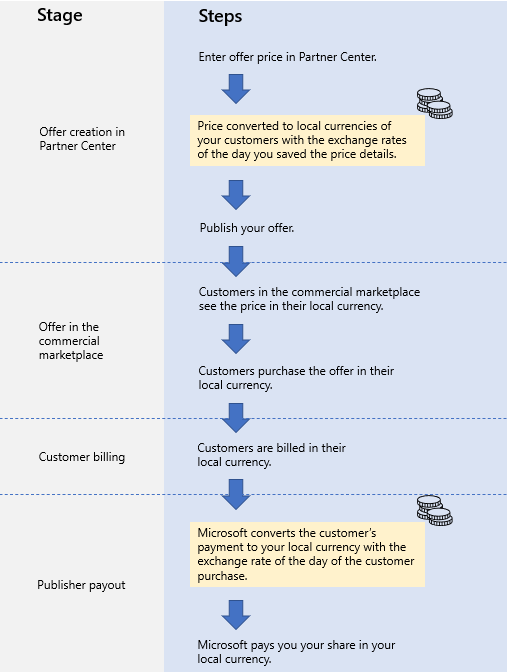 Stage
Steps
Enter offer price in Partner Center.
Offer creation in
Partner Center
Price converted to local currencies of
your customers with the exchange rates
of the day you saved the price details.
Publish your offer.
Offer in the
commercial
marketplace
Customers in the commercial marketplace
see the price in their local currency.
Customers purchase the offer in their
local currency.
Customer billing
Customers are billed in their
local currency.
Publisher payout
Microsoft converts the customer's
payment to your local currency with the
exchange rate of the day of the customer
purchase.
Microsoft pays you your share in your
local currency.